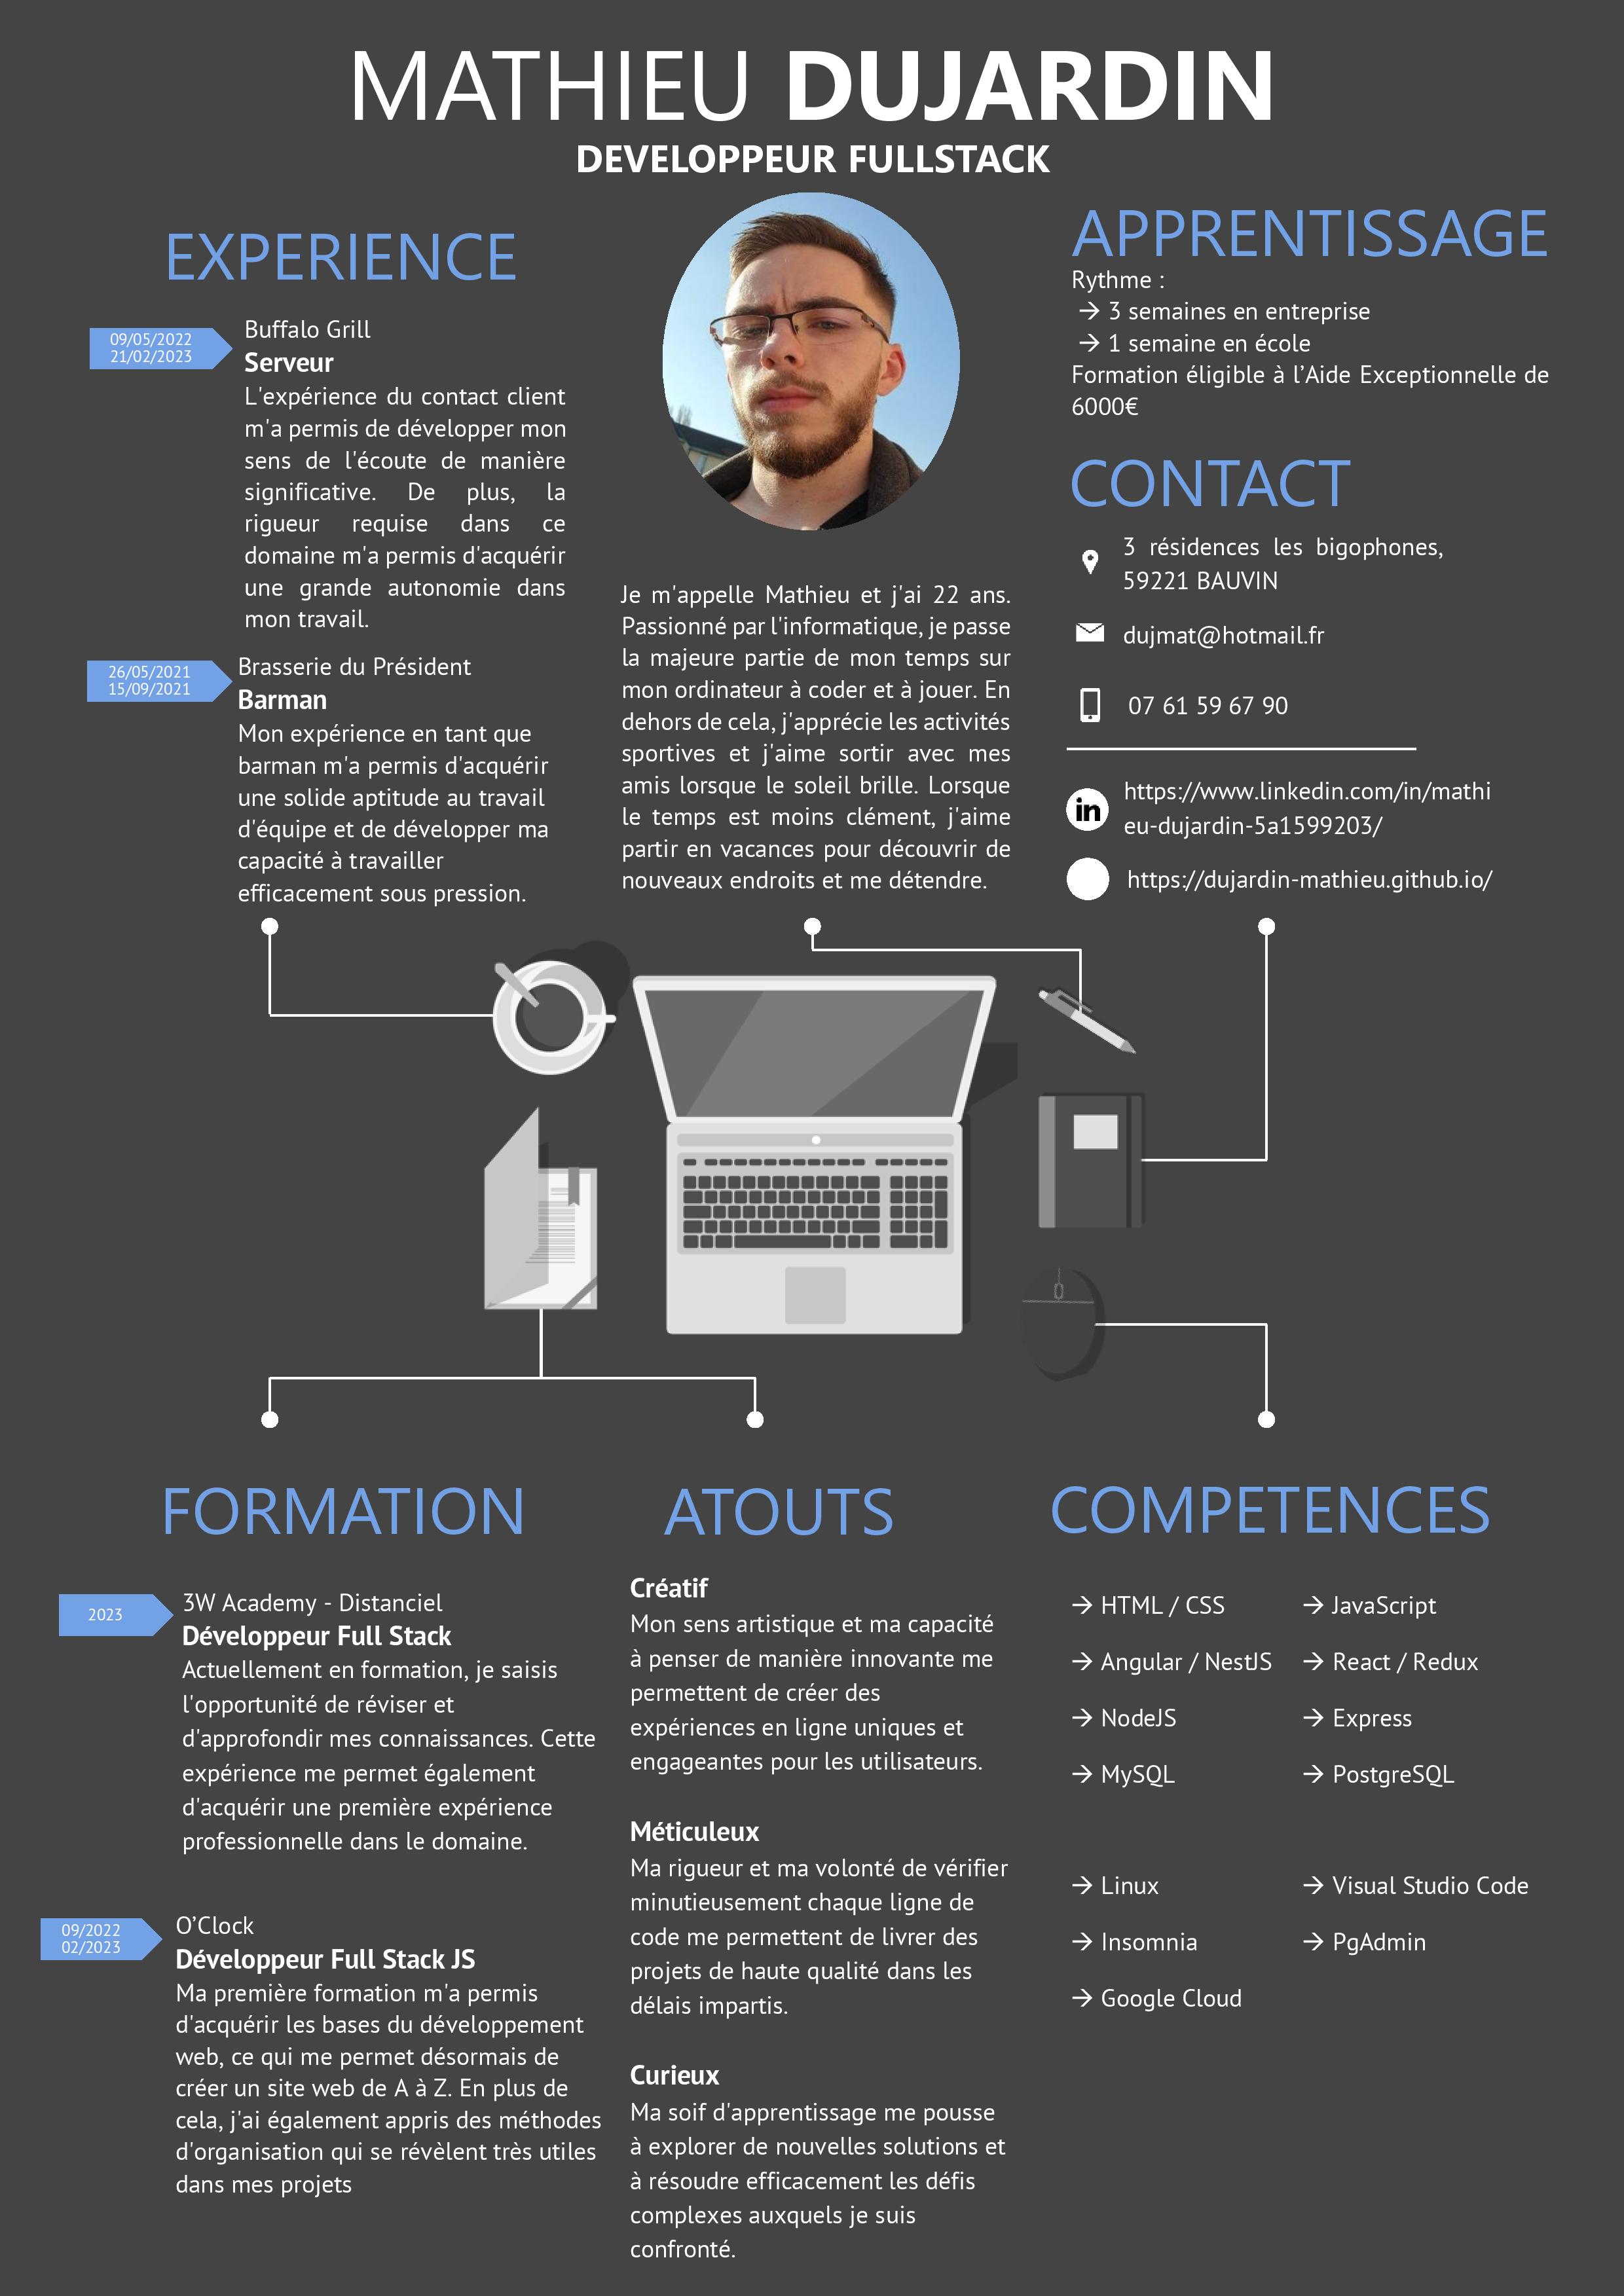 MATHIEU DUJARDIN
DEVELOPPEUR FULLSTACK
EXPERIENCE
09/05/2022
21/02/2023
Buffalo Grill
Serveur
L'expérience du contact client
m'a permis de développer mon
sens de l'écoute de manière
significative. De plus, la
rigueur requise dans ce
domaine m'a permis d'acquérir
une grande autonomie dans
mon travail.
26/05/2021
15/09/2021
Brasserie du Président
Barman
Mon expérience en tant que
barman m'a permis d'acquérir
une solide aptitude au travail
d'équipe et de développer ma
capacité à travailler
efficacement sous pression.
Je m'appelle Mathieu et j'ai 22 ans.
Passionné par l'informatique, je passe
la majeure partie de mon temps sur
mon ordinateur à coder et à jouer. En
dehors de cela, j'apprécie les activités
sportives et j'aime sortir avec mes
amis lorsque le soleil brille. Lorsque
le temps est moins clément, j'aime
partir en vacances pour découvrir de
nouveaux endroits et me détendre.
APPRENTISSAGE
Rythme :
→ 3 semaines en entreprise
→ 1 semaine en école
Formation éligible à l’Aide Exceptionnelle de
6000€
CONTACT
3 résidences les bigophones,
59221 BAUVIN
dujmat@hotmail.fr
07 61 59 67 90
in
https://www.linkedin.com/in/mathi
eu-dujardin-5a1599203/
https://dujardin-mathieu.github.io/
FORMATION
2023
3W Academy - Distanciel
Développeur Full Stack
Actuellement en formation, je saisis
l'opportunité de réviser et
d'approfondir mes connaissances. Cette
expérience me permet également
d'acquérir une première expérience
professionnelle dans le domaine.
09/2022
02/2023
O’Clock
Développeur Full Stack JS
Ma première formation m'a permis
d'acquérir les bases du développement
web, ce qui me permet désormais de
créer un site web de A à Z. En plus de
cela, j'ai également appris des méthodes
d'organisation qui se révèlent très utiles
dans mes projets
ATOUTS
Créatif
Mon sens artistique et ma capacité
à penser de manière innovante me
permettent de créer des
expériences en ligne uniques et
engageantes pour les utilisateurs.
Méticuleux
Ma rigueur et ma volonté de vérifier
minutieusement chaque ligne de
code me permettent de livrer des
projets de haute qualité dans les
délais impartis.
Curieux
Ma soif d'apprentissage me pousse
à explorer de nouvelles solutions et
à résoudre efficacement les défis
complexes auxquels je suis
confronté.
COMPETENCES
→ HTML / CSS → JavaScript
→ Angular / NestJS → React / Redux
→ NodeJS → Express
→ MySQL → PostgreSQL
→ Linux → Visual Studio Code
→ Insomnia → PgAdmin
→ Google Cloud